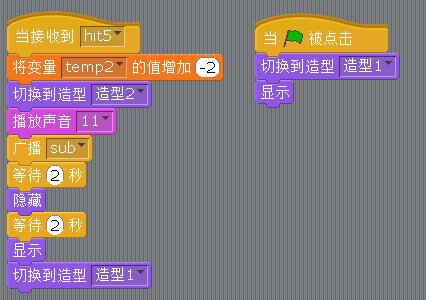 当接收到 hit5
将变量 temp2 的值增加 -2
切换到造型 造型2
播放声音 11
广播 sub
等待 2 秒
隐藏
等待 2 秒
显示
切换到造型 造型1
当 被点击
切换到造型 造型1
显示